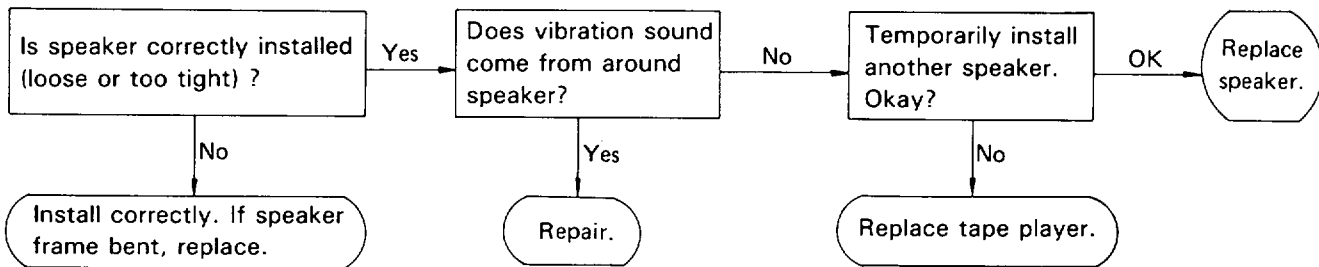 Is speaker correctly installed
(loose or too tight) ?
Yes
Does vibration sound
come from around
speaker?
No
Temporarily install
another speaker.
Okay?
OK
Replace
speaker.
No
Yes
No
Install correctly. If speaker
frame bent, replace.
Repair.
Replace tape player.